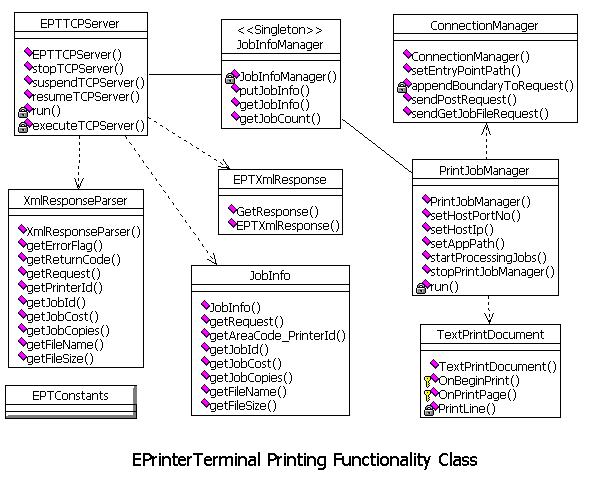 EPTTCPServer
EPTTCPServer()
stopTCPServer()
suspendTCPServer()
resumeTCPServer()
run()
executeTCPServer()
<<Singleton>>
JobInfoManager
JobInfoManager()
putJobInfo()
getJobInfo()
getJobCount()
ConnectionManager
ConnectionManager()
setEntryPointPath()
appendBoundaryToRequest()
sendPostRequest()
sendGetJobFileRequest()
XmlResponseParser
XmlResponseParser()
getErrorFlag()
getReturnCode()
getRequest()
getPrinterId()
getJobId()
getJobCost()
getJobCopies()
getFileName()
getFileSize()
EPTXmlResponse
GetResponse()
EPTXmlResponse()
PrintJobManager
PrintJobManager()
setHostPortNo()
setHostIp()
setAppPath()
startProcessingJobs()
stopPrintJobManager()
run()
JobInfo
JobInfo()
getRequest()
getAreaCode_PrinterId()
getJobId()
getJobCost()
getJobCopies()
getFileName()
getFileSize()
TextPrintDocument
TextPrintDocument()
OnBeginPrint()
OnPrintPage()
PrintLine()
EPTConstants
EPrinterTerminal Printing Functionality Class